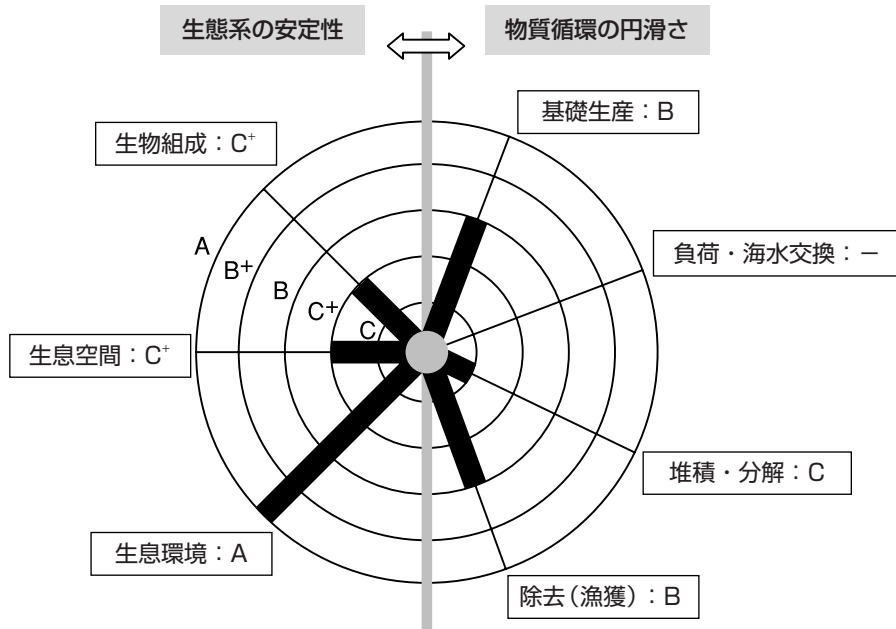 生態系の安定性
物質循環の円滑さ
基礎生産：B
生物組成：C⁺
A
B+
B
C+
C
負荷・海水交換：－
生息空間：C⁺
堆積・分解：C
生息環境：A
除去（漁獲）：B